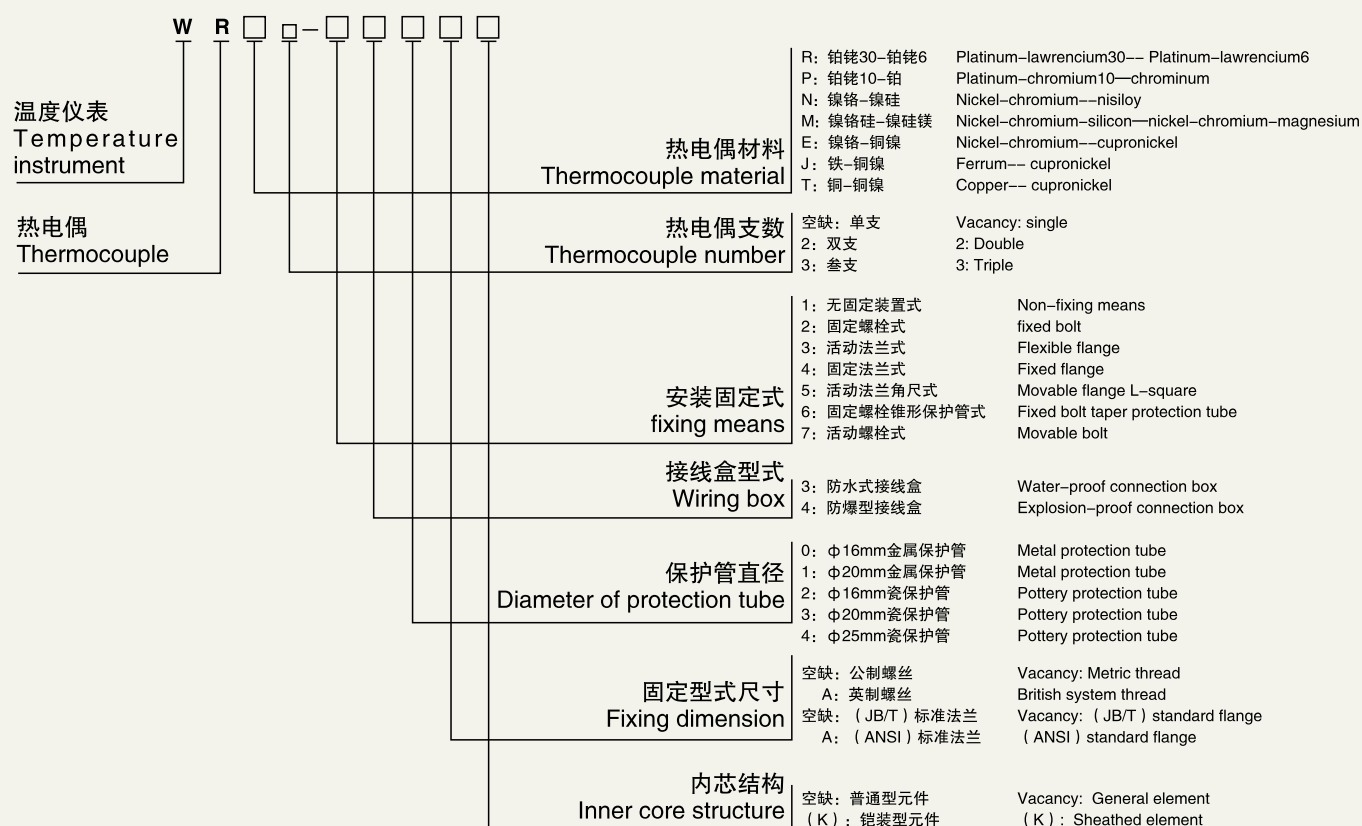 W R □ □ – □ □ □ □ □
温度仪表
Temperature
instrument
热电偶
Thermocouple
热电偶材料
Thermocouple material
R：铂铑30–铂铑6 Platinum–lawrencium30–– Platinum–lawrencium6
P：铂铑10–铂 Platinum–chromium10—chrominum
N：镍铬–镍硅 Nickel–chromium––nisiloy
M：镍铬硅–镍硅镁 Nickel–chromium–silicon—nickel–chromium–magnesium
E：镍铬–铜镍 Nickel–chromium––cupronickel
J：铁–铜镍 Ferrum–– cupronickel
T：铜–铜镍 Copper–– cupronickel
热电偶支数
Thermocouple number
空缺：单支 Vacancy: single
2：双支 2: Double
3：叁支 3: Triple
安装固定式
fixing means
1：无固定装置式 Non–fixing means
2：固定螺栓式 fixed bolt
3：活动法兰式 Flexible flange
4：固定法兰式 Fixed flange
5：活动法兰角尺式 Movable flange L–square
6：固定螺栓锥形保护管式 Fixed bolt taper protection tube
7：活动螺栓式 Movable bolt
接线盒型式
Wiring box
3：防水式接线盒 Water–proof connection box
4：防爆型接线盒 Explosion–proof connection box
保护管直径
Diameter of protection tube
0：φ16mm金属保护管 Metal protection tube
1：φ20mm金属保护管 Metal protection tube
2：φ16mm瓷保护管 Pottery protection tube
3：φ20mm瓷保护管 Pottery protection tube
4：φ25mm瓷保护管 Pottery protection tube
固定型式尺寸
Fixing dimension
空缺：公制螺丝 Vacancy: Metric thread
A：英制螺丝 British system thread
空缺：（JB/T）标准法兰 Vacancy:（JB/T）standard flange
A：（ANSI）标准法兰 （ANSI）standard flange
内芯结构
Inner core structure
空缺：普通型元件 Vacancy: General element
（K）：铠装型元件 （K）: Sheathed element